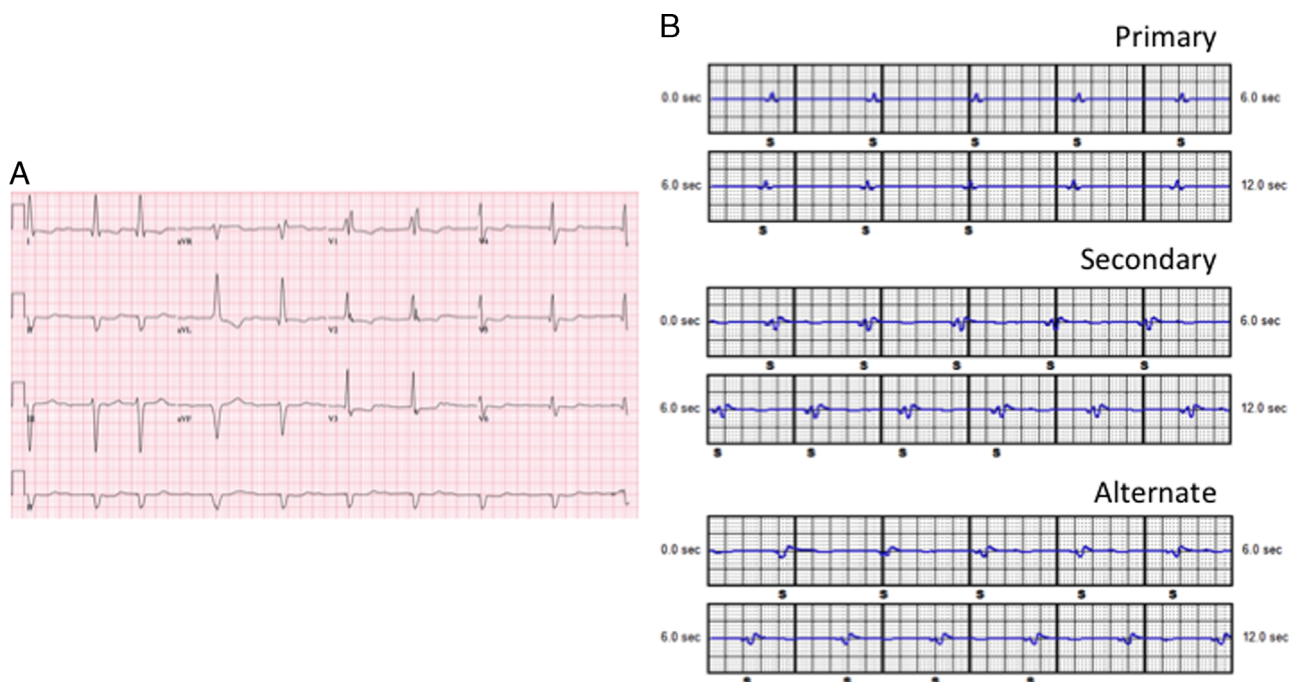 A
I aVR V1 V4
II aVL V2 V5
III aVF V3 V6
II
B
Primary
0.0 sec 6.0 sec
S S S S S
6.0 sec 12.0 sec
S S S
Secondary
0.0 sec 6.0 sec
S S S S S
6.0 sec 12.0 sec
S S S S
Alternate
0.0 sec 6.0 sec
S S S S S
6.0 sec 12.0 sec
S S S S